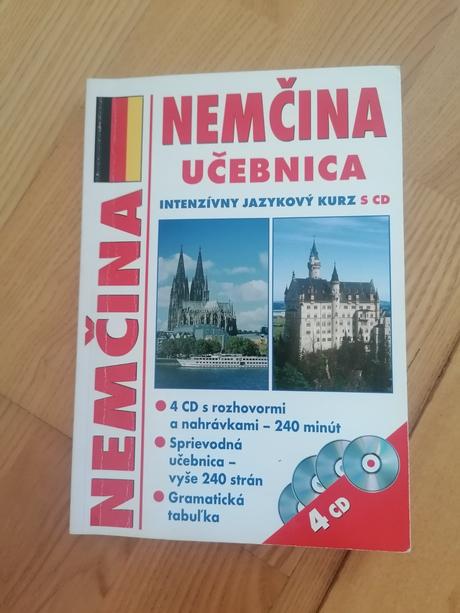 NEMČINA
NEMČINA
UČEBNICA
INTENZÍVNY JAZYKOVÝ KURZ S CD
4 CD s rozhovormi
a nahrávkami – 240 minút
Sprievodná
učebnica –
vyše 240 strán
Gramatická
tabuľka
4 CD